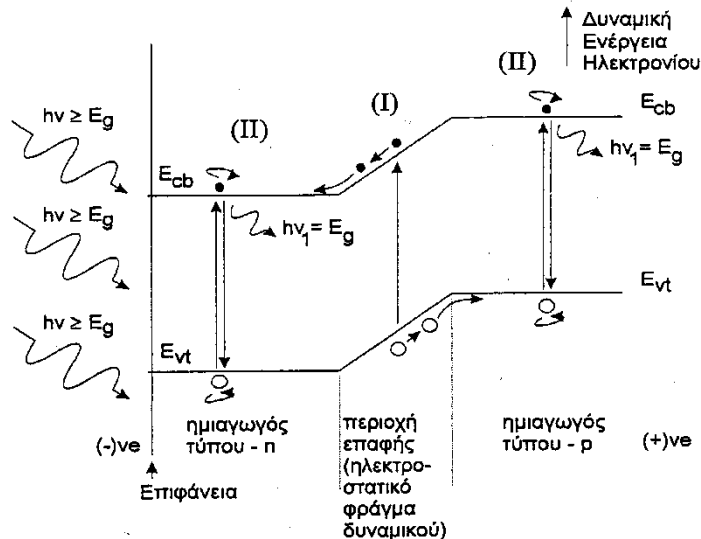 Δυναμική
Ενέργεια
Ηλεκτρονίου
(II)
(I)
hν ≥ Eg
(II)
Ecb
hν1 = Eg
Ecb
hν ≥ Eg
hν1 = Eg
Evt
hν ≥ Eg
Evt
(-)ve
ημιαγωγός
τύπου - n
περιοχή
επαφής
(ηλεκτρο-
στατικό
φράγμα
δυναμικού)
ημιαγωγός
τύπου - p
(+)ve
Επιφάνεια